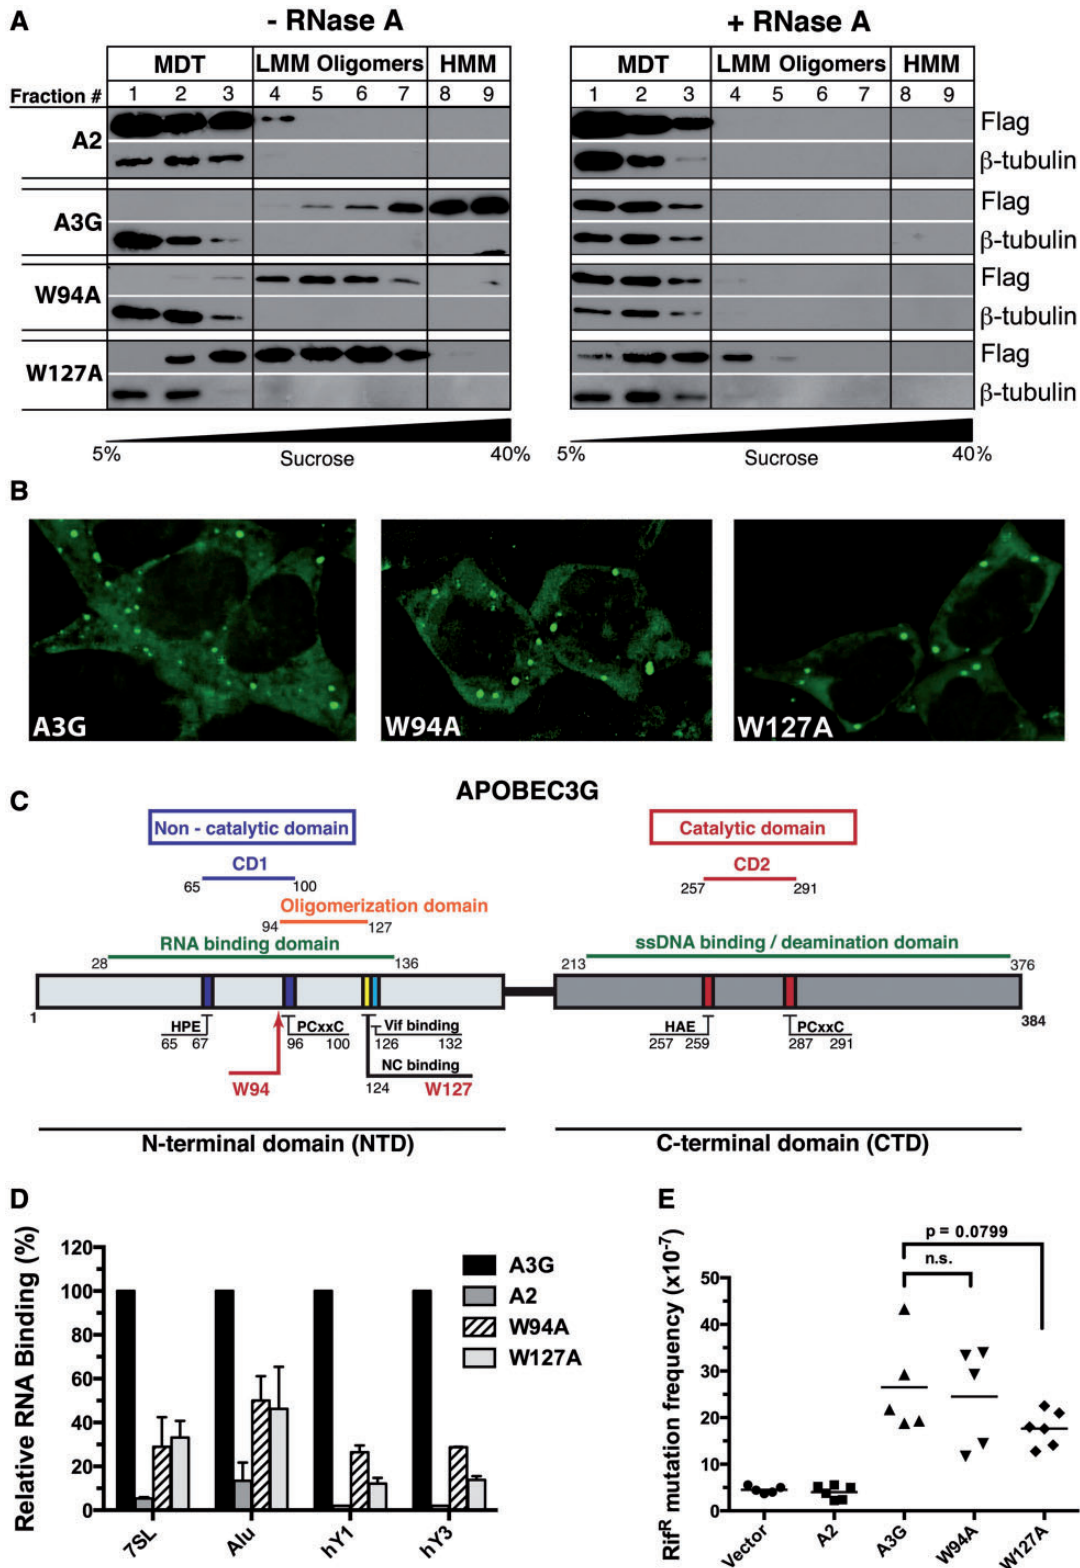 A
- RNase A
+ RNase A
MDT LMM Oligomers HMM
MDT LMM Oligomers HMM
Fraction # 1 2 3 4 5 6 7 8 9
1 2 3 4 5 6 7 8 9
A2
Flag
β-tubulin
A3G
Flag
β-tubulin
W94A
Flag
β-tubulin
W127A
Flag
β-tubulin
5% Sucrose 40%
5% Sucrose 40%
B
A3G
W94A
W127A
C
APOBEC3G
Non - catalytic domain
Catalytic domain
CD1
CD2
65 100
257 291
Oligomerization domain
94 127
RNA binding domain
ssDNA binding / deamination domain
28 136
213 376
1
384
HPE
65 67
PCxxC
96 100
Vif binding
126 132
HAE
257 259
PCxxC
287 291
NC binding
W94
124
W127
N-terminal domain (NTD)
C-terminal domain (CTD)
D
Relative RNA Binding (%)
120
100
80
60
40
20
0
7SL Alu hY1 hY3
A3G
A2
W94A
W127A
E
p = 0.0799
n.s.
Rifᴿ mutation frequency (x10⁻⁷)
50
40
30
20
10
0
Vector A2 A3G W94A W127A